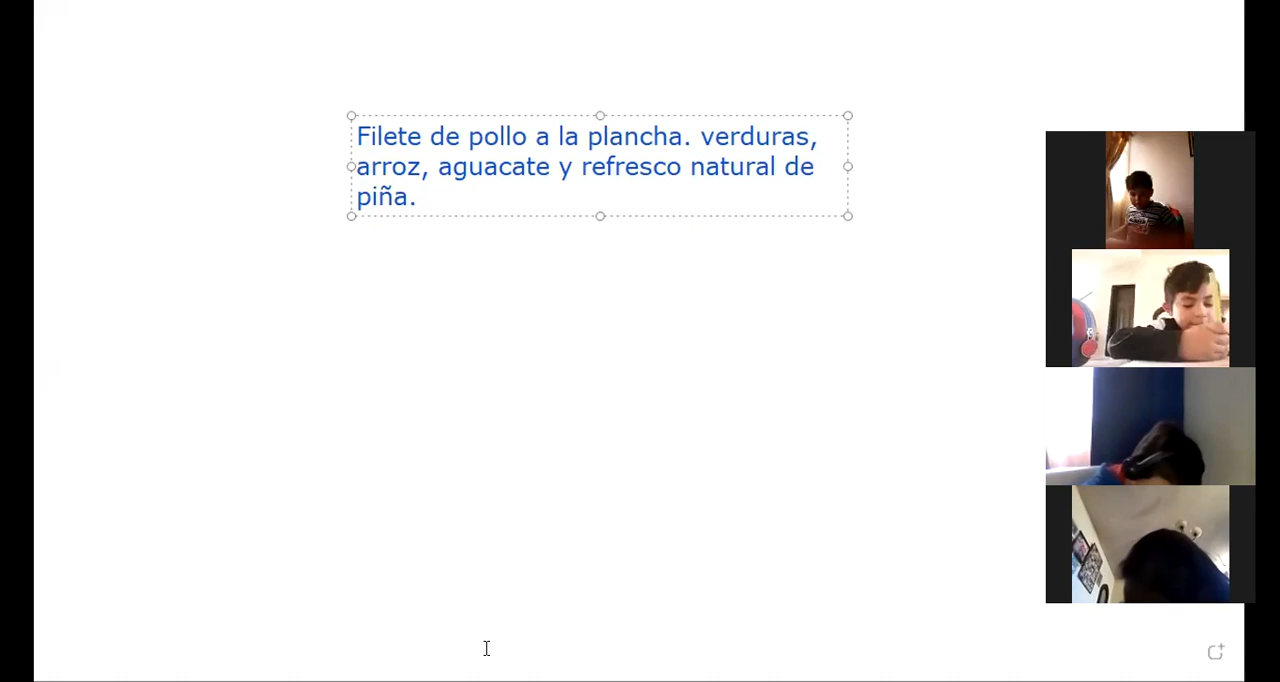 Filete de pollo a la plancha. verduras,
arroz, aguacate y refresco natural de
piña.